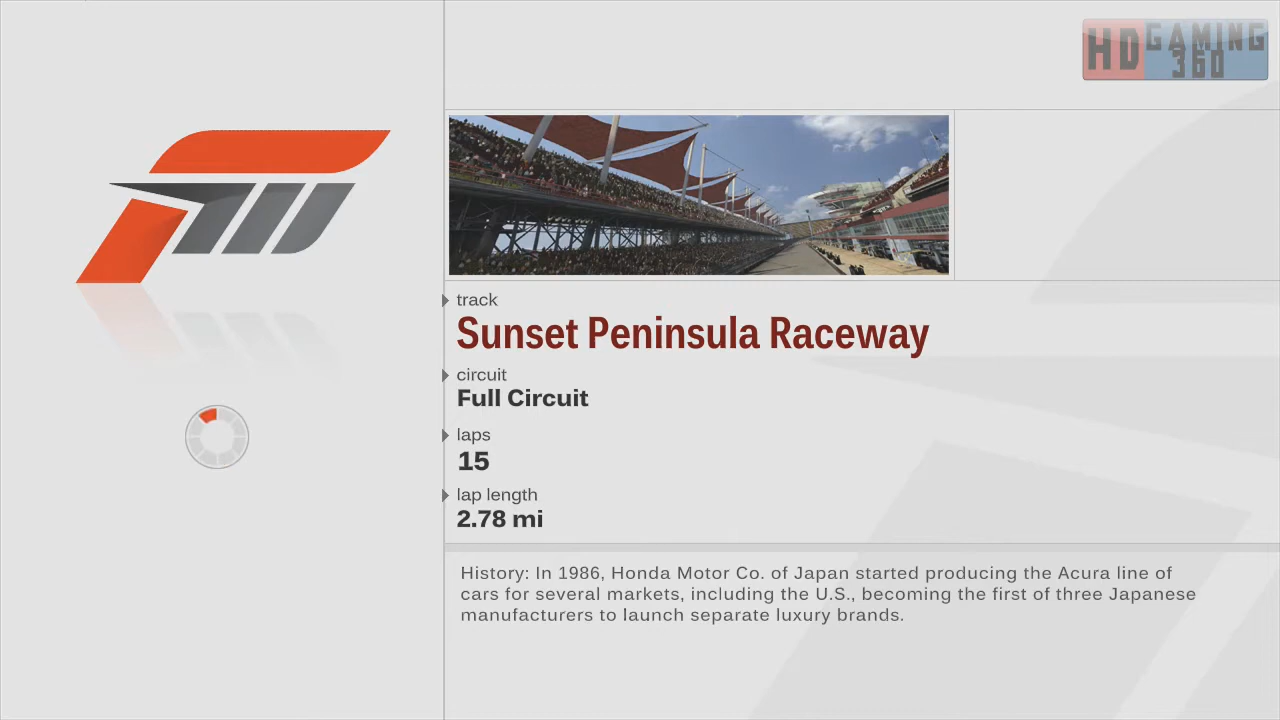 HD GAMING 360
track
Sunset Peninsula Raceway
circuit
Full Circuit
laps
15
lap length
2.78 mi
History: In 1986, Honda Motor Co. of Japan started producing the Acura line of
cars for several markets, including the U.S., becoming the first of three Japanese
manufacturers to launch separate luxury brands.